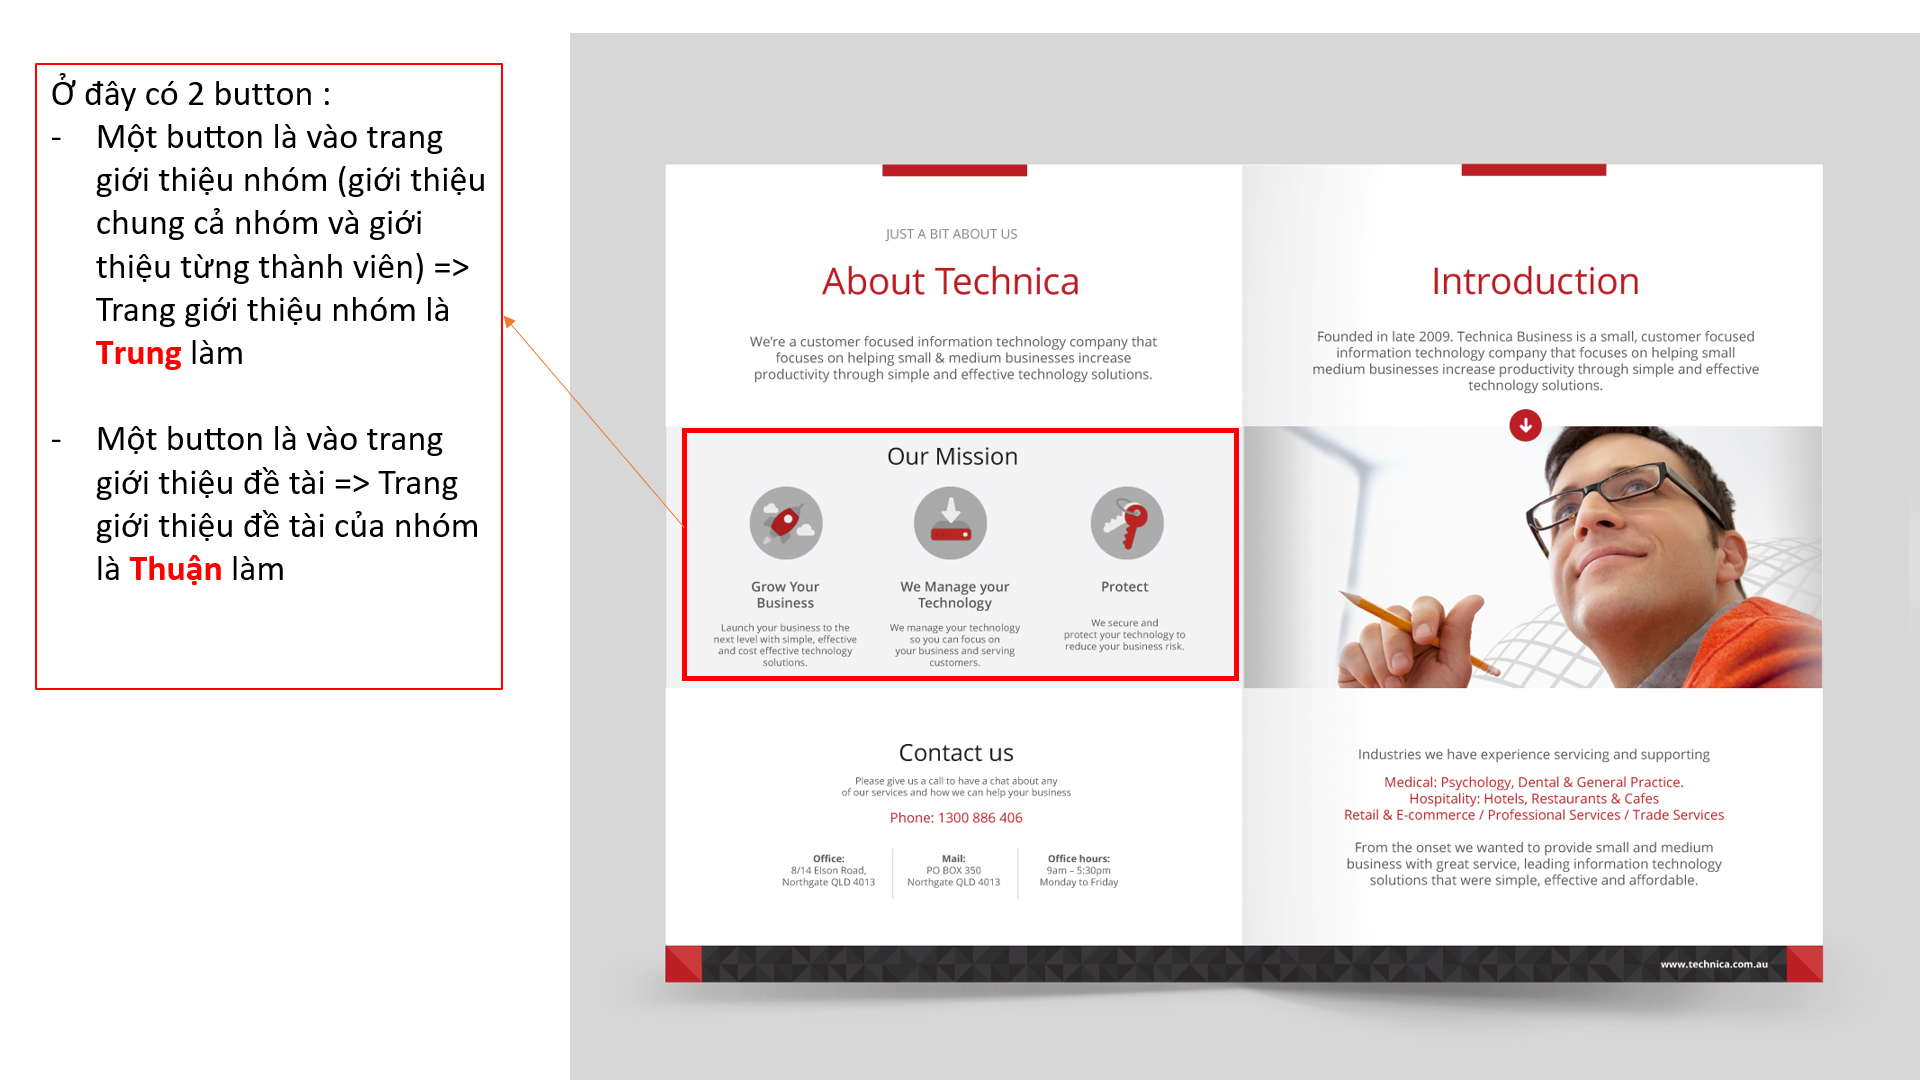 Ở đây có 2 button :
- Một button là vào trang
giới thiệu nhóm (giới thiệu
chung cả nhóm và giới
thiệu từng thành viên) =>
Trang giới thiệu nhóm là
Trung làm
- Một button là vào trang
giới thiệu đề tài => Trang
giới thiệu đề tài của nhóm
là Thuận làm
JUST A BIT ABOUT US
About Technica
We're a customer focused information technology company that
focuses on helping small & medium businesses increase
productivity through simple and effective technology solutions.
Our Mission
Grow Your
Business
Launch your business to the
next level with simple, effective
and cost effective technology
solutions.
We Manage your
Technology
We manage your technology
so you can focus on
your business and serving
customers.
Protect
We secure and
protect your technology to
reduce your business risk.
Contact us
Please give us a call to have a chat about any
of our services and how we can help your business
Phone: 1300 886 406
Office:
8/14 Elson Road,
Northgate QLD 4013
Mail:
PO BOX 350
Northgate QLD 4013
Office hours:
9am – 5:30pm
Monday to Friday
Introduction
Founded in late 2009. Technica Business is a small, customer focused
information technology company that focuses on helping small
medium businesses increase productivity through simple and effective
technology solutions.
Industries we have experience servicing and supporting
Medical: Psychology, Dental & General Practice.
Hospitality: Hotels, Restaurants & Cafes
Retail & E-commerce / Professional Services / Trade Services
From the onset we wanted to provide small and medium
business with great service, leading information technology
solutions that were simple, effective and affordable.
www.technica.com.au